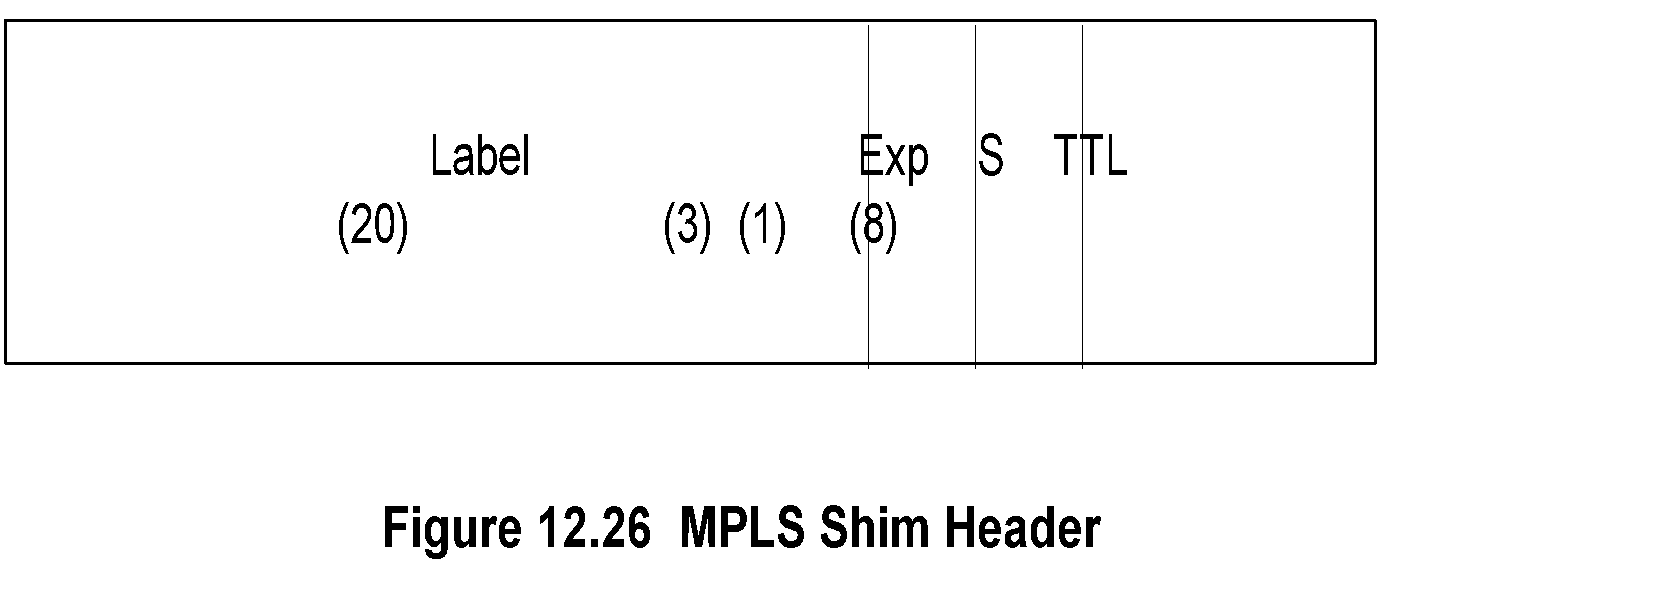 Label Exp S TTL
(20) (3) (1) (8)
Figure 12.26 MPLS Shim Header